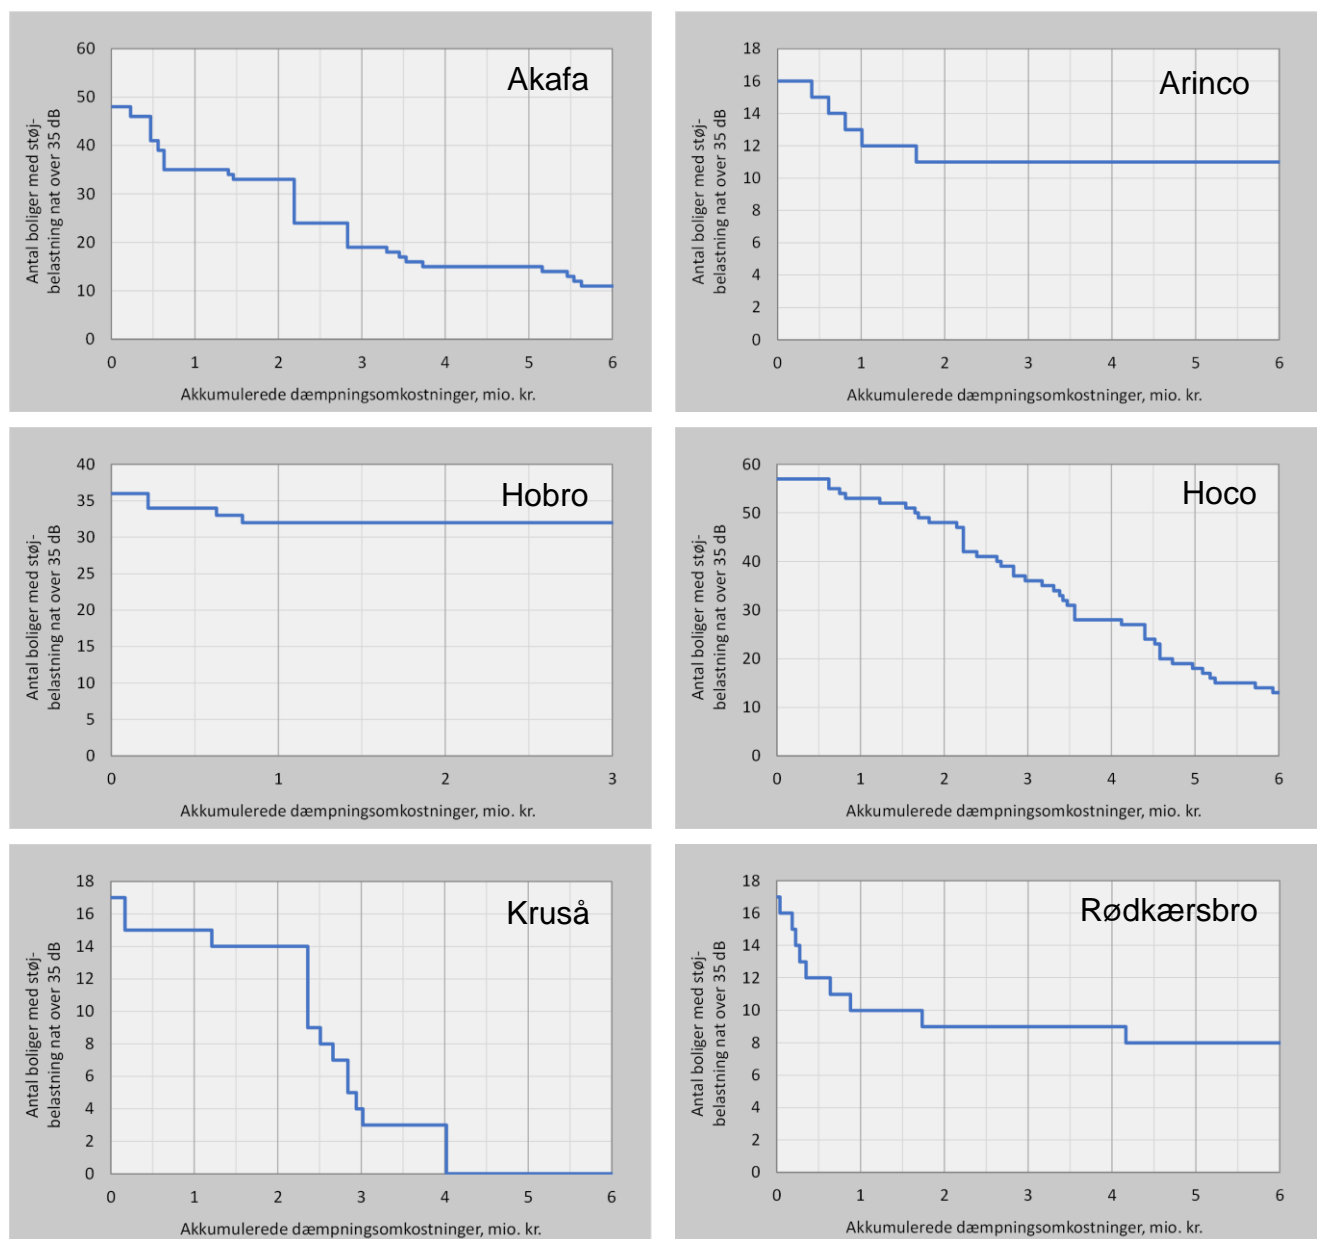 Akafa
Antal boliger med støj-
belastning nat over 35 dB
60
50
40
30
20
10
0
0 1 2 3 4 5 6
Akkumulerede dæmpningsomkostninger, mio. kr.
Arinco
Antal boliger med støj-
belastning nat over 35 dB
18
16
14
12
10
8
6
4
2
0
0 1 2 3 4 5 6
Akkumulerede dæmpningsomkostninger, mio. kr.
Hobro
Antal boliger med støj-
belastning nat over 35 dB
40
35
30
25
20
15
10
5
0
0 1 2 3
Akkumulerede dæmpningsomkostninger, mio. kr.
Hoco
Antal boliger med støj-
belastning nat over 35 dB
60
50
40
30
20
10
0
0 1 2 3 4 5 6
Akkumulerede dæmpningsomkostninger, mio. kr.
Kruså
Antal boliger med støj-
belastning nat over 35 dB
18
16
14
12
10
8
6
4
2
0
0 1 2 3 4 5 6
Akkumulerede dæmpningsomkostninger, mio. kr.
Rødkærsbro
Antal boliger med støj-
belastning nat over 35 dB
18
16
14
12
10
8
6
4
2
0
0 1 2 3 4 5 6
Akkumulerede dæmpningsomkostninger, mio. kr.